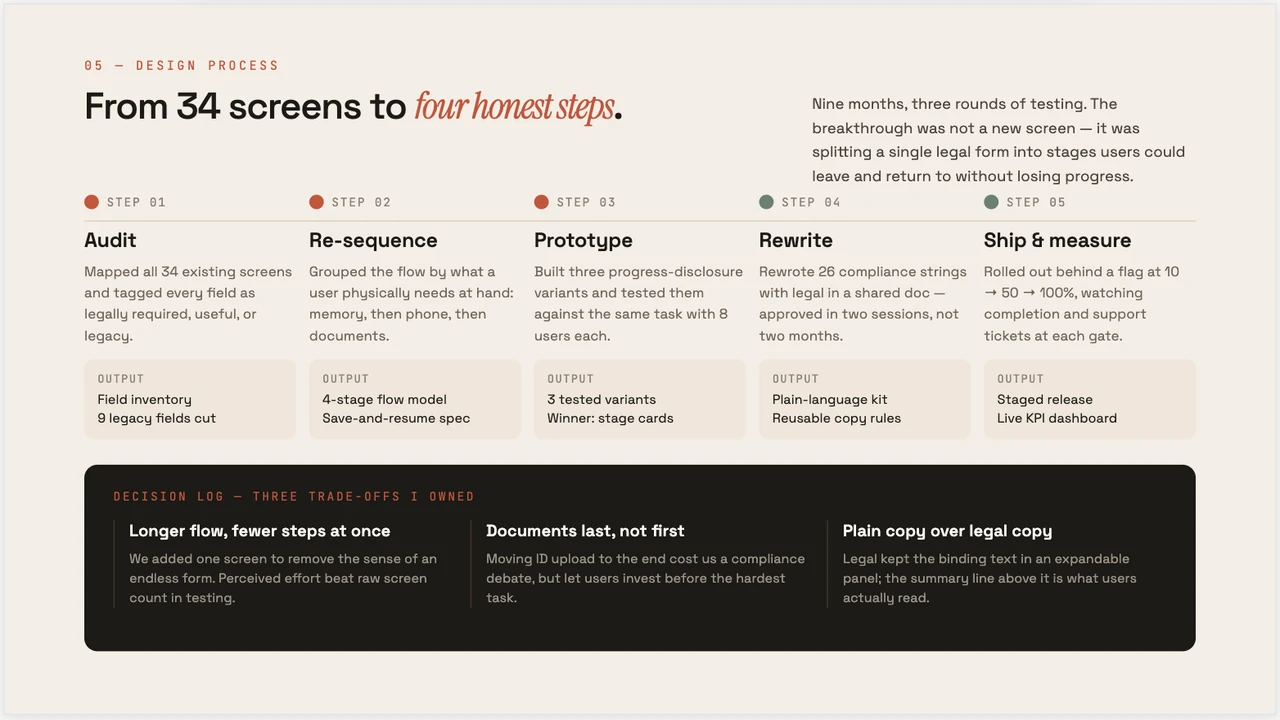 05 — DESIGN PROCESS
From 34 screens to four honest steps.
Nine months, three rounds of testing. The
breakthrough was not a new screen — it was
splitting a single legal form into stages users could
leave and return to without losing progress.
STEP 01
Audit
Mapped all 34 existing screens
and tagged every field as
legally required, useful, or
legacy.
OUTPUT
Field inventory
9 legacy fields cut
STEP 02
Re-sequence
Grouped the flow by what a
user physically needs at hand:
memory, then phone, then
documents.
OUTPUT
4-stage flow model
Save-and-resume spec
STEP 03
Prototype
Built three progress-disclosure
variants and tested them
against the same task with 8
users each.
OUTPUT
3 tested variants
Winner: stage cards
STEP 04
Rewrite
Rewrote 26 compliance strings
with legal in a shared doc —
approved in two sessions, not
two months.
OUTPUT
Plain-language kit
Reusable copy rules
STEP 05
Ship & measure
Rolled out behind a flag at 10
→ 50 → 100%, watching
completion and support
tickets at each gate.
OUTPUT
Staged release
Live KPI dashboard
DECISION LOG — THREE TRADE-OFFS I OWNED
Longer flow, fewer steps at once
We added one screen to remove the sense of an
endless form. Perceived effort beat raw screen
count in testing.
Documents last, not first
Moving ID upload to the end cost us a compliance
debate, but let users invest before the hardest
task.
Plain copy over legal copy
Legal kept the binding text in an expandable
panel; the summary line above it is what users
actually read.